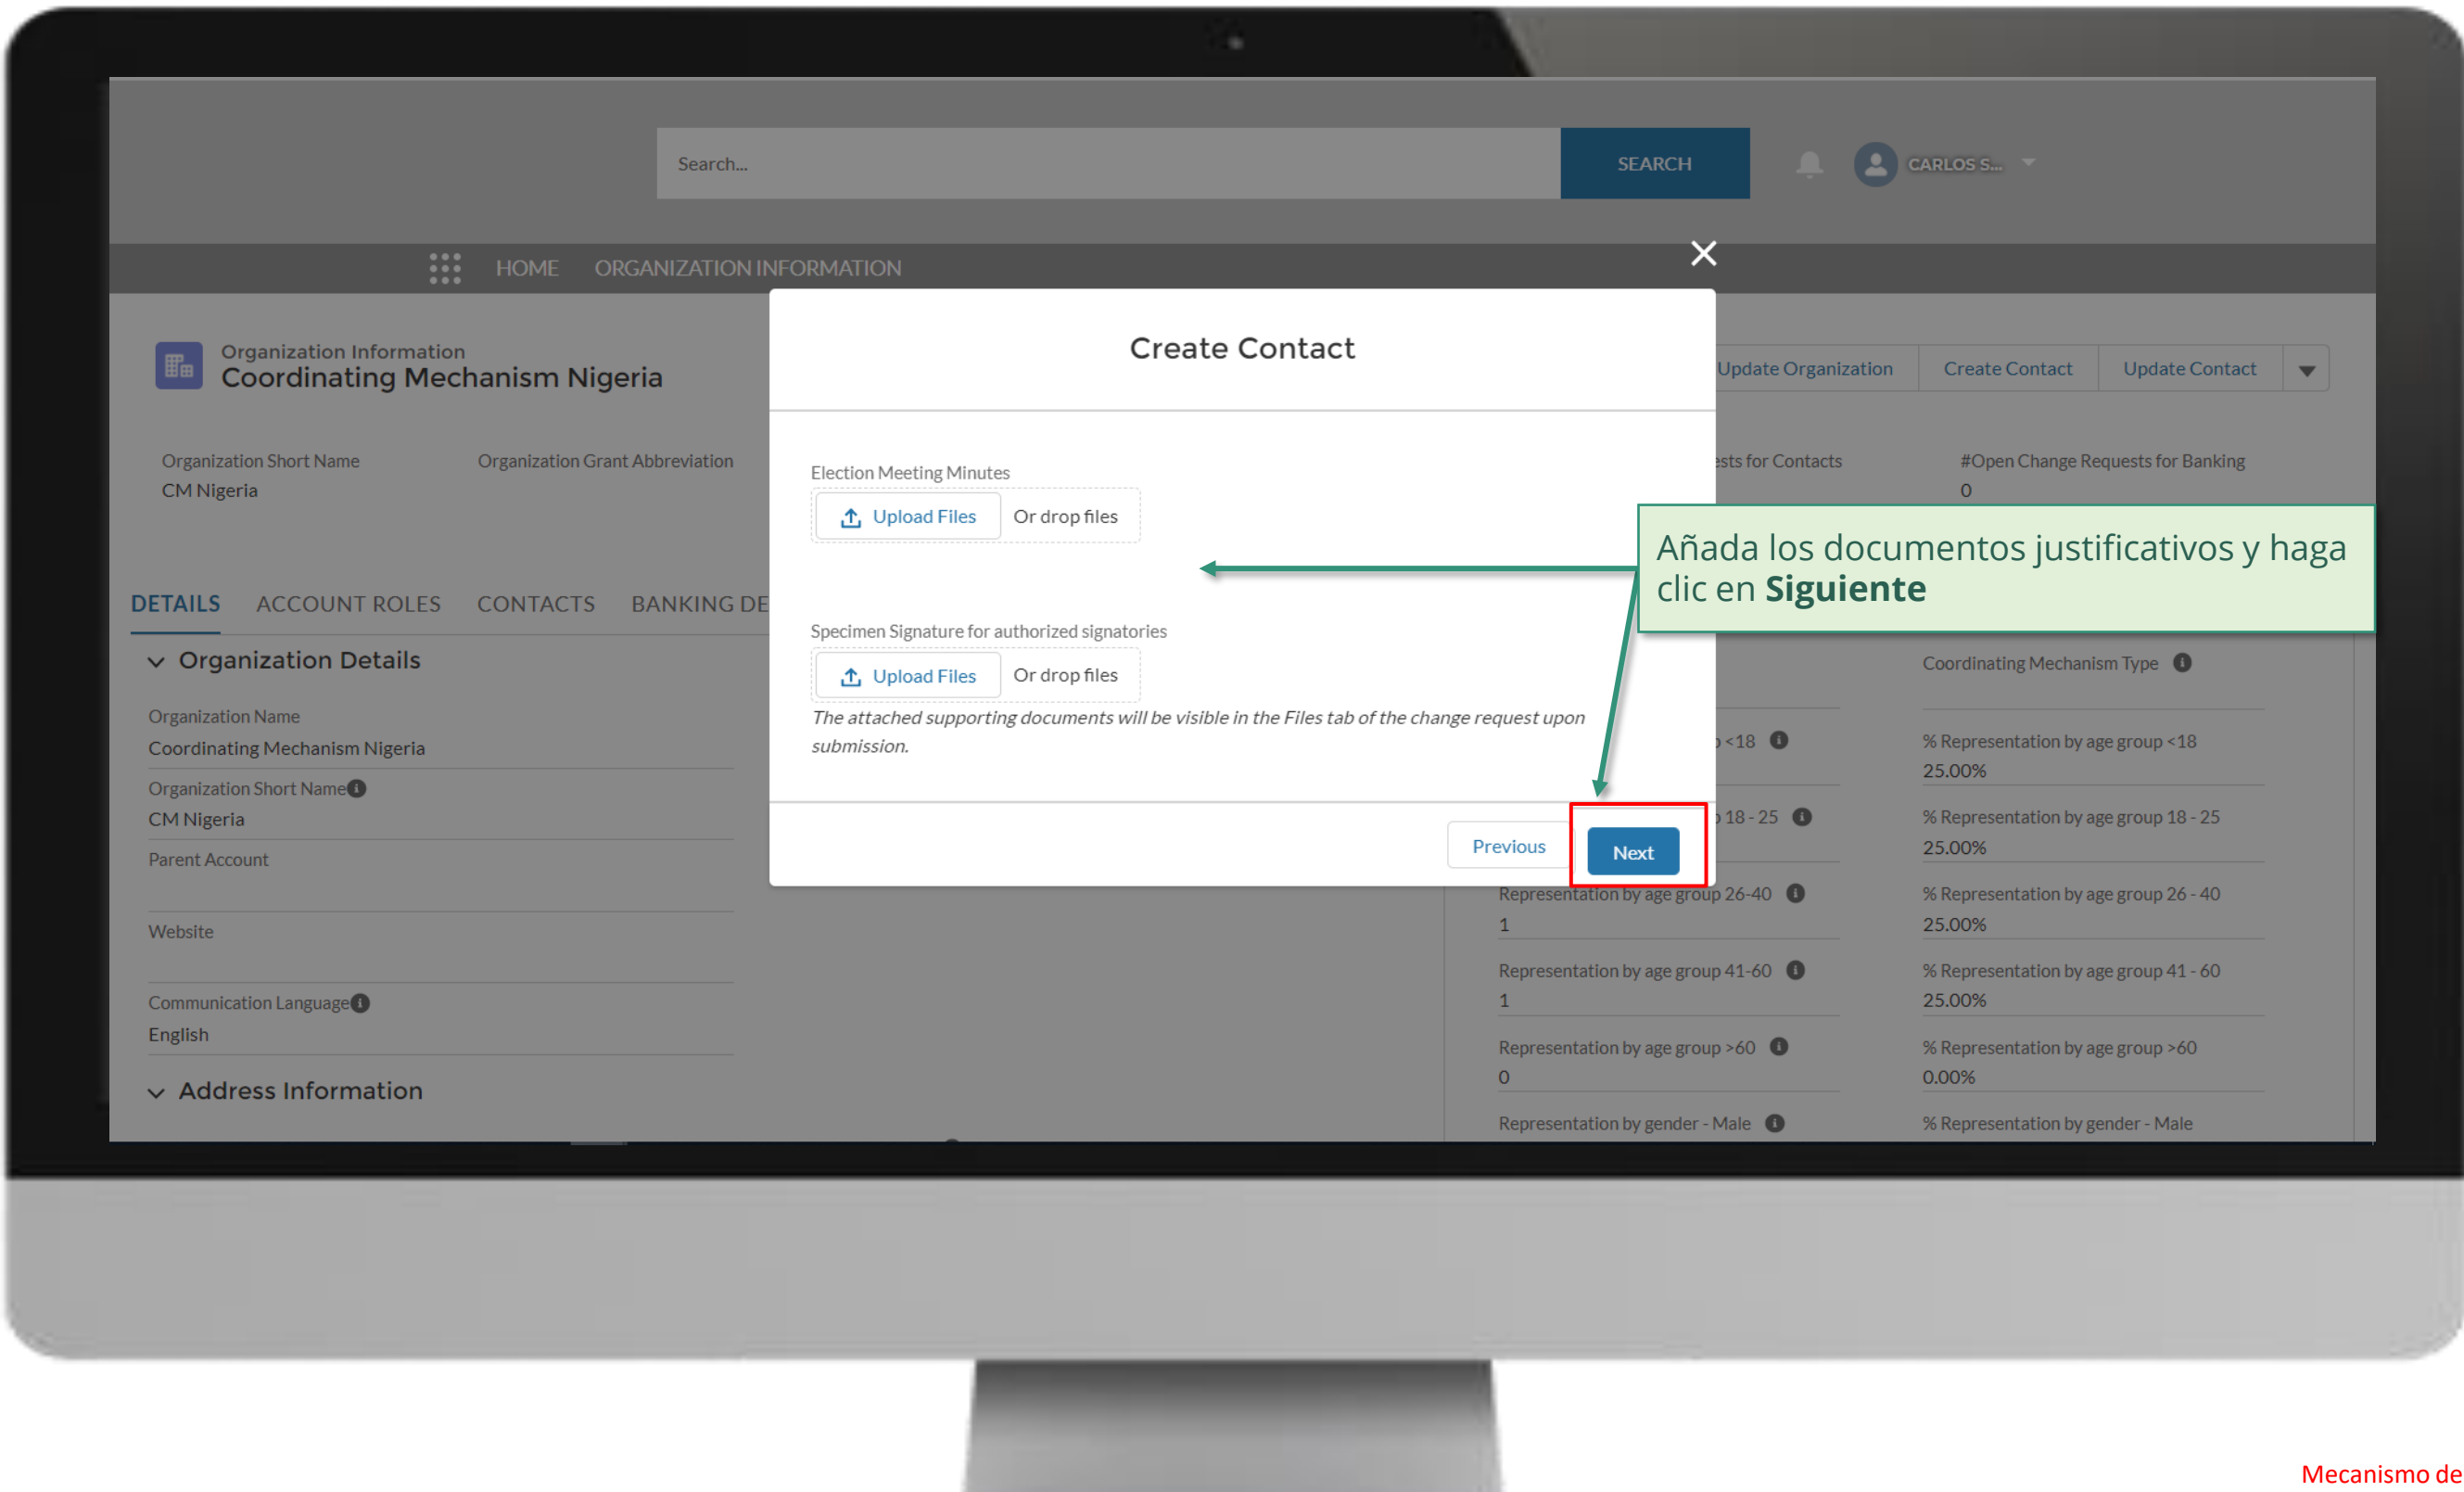 Search...
SEARCH
CARLOS S...
HOME ORGANIZATION INFORMATION
Organization Information
Coordinating Mechanism Nigeria
Update Organization Create Contact Update Contact
Organization Short Name Organization Grant Abbreviation
CM Nigeria
ests for Contacts #Open Change Requests for Banking
0
DETAILS ACCOUNT ROLES CONTACTS BANKING DE
Organization Details
Organization Name
Coordinating Mechanism Nigeria
Organization Short Name
CM Nigeria
Parent Account
Website
Communication Language
English
Address Information
Create Contact
Election Meeting Minutes
Upload Files Or drop files
Specimen Signature for authorized signatories
Upload Files Or drop files
The attached supporting documents will be visible in the Files tab of the change request upon
submission.
Previous Next
Añada los documentos justificativos y haga
clic en Siguiente
Coordinating Mechanism Type
<18 % Representation by age group <18
25.00%
18 - 25 % Representation by age group 18 - 25
25.00%
Representation by age group 26-40 % Representation by age group 26 - 40
1 25.00%
Representation by age group 41-60 % Representation by age group 41 - 60
1 25.00%
Representation by age group >60 % Representation by age group >60
0 0.00%
Representation by gender - Male % Representation by gender - Male
Mecanismo de